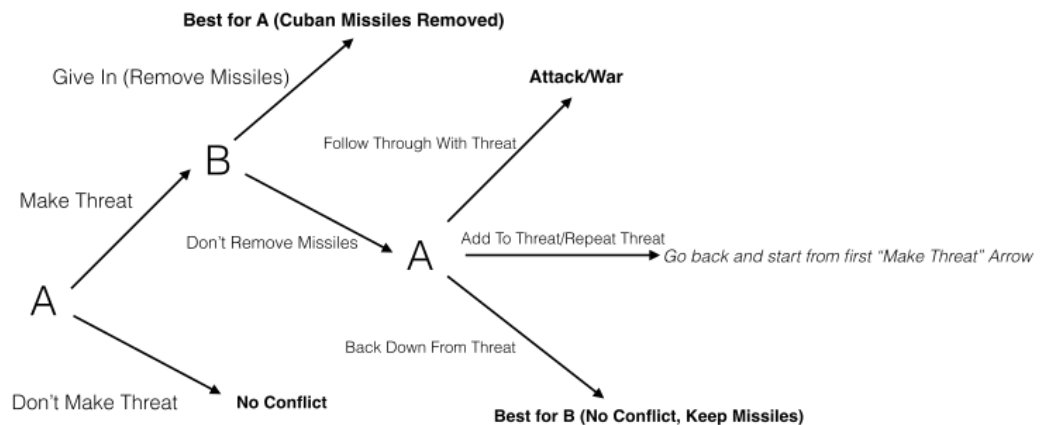 Best for A (Cuban Missiles Removed)
Give In (Remove Missiles)
Attack/War
Follow Through With Threat
B
Make Threat
Don't Remove Missiles
A
Add To Threat/Repeat Threat
Go back and start from first “Make Threat” Arrow
A
Back Down From Threat
Don't Make Threat
No Conflict
Best for B (No Conflict, Keep Missiles)